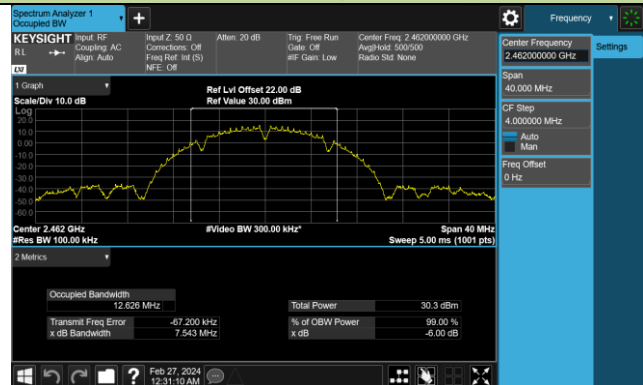 Spectrum Analyzer 1
Occupied BW
+
Frequency
KEYSIGHT
RL
LXI
Input: RF
Coupling: AC
Align: Auto
Input Z: 50 Ω
Corrections: Off
Freq Ref: Int (S)
NFE: Off
Atten: 20 dB
Trig: Free Run
Gate: Off
#IF Gain: Low
Center Freq: 2.462000000 GHz
Avg|Hold: 500/500
Radio Std: None
Center Frequency
2.462000000 GHz
Settings
Span
40.000 MHz
CF Step
4.000000 MHz
Auto
Man
Freq Offset
0 Hz
1 Graph
Scale/Div 10.0 dB
Ref Lvl Offset 22.00 dB
Ref Value 30.00 dBm
Log
20.0
10.0
0.00
-10.0
-20.0
-30.0
-40.0
-50.0
-60.0
Center 2.462 GHz
#Res BW 100.00 kHz
#Video BW 300.00 kHz*
Span 40 MHz
Sweep 5.00 ms (1001 pts)
2 Metrics
Occupied Bandwidth
12.626 MHz
Total Power 30.3 dBm
Transmit Freq Error -67.200 kHz
% of OBW Power 99.00 %
x dB Bandwidth 7.543 MHz
x dB -6.00 dB
?
Feb 27, 2024
12:31:10 AM